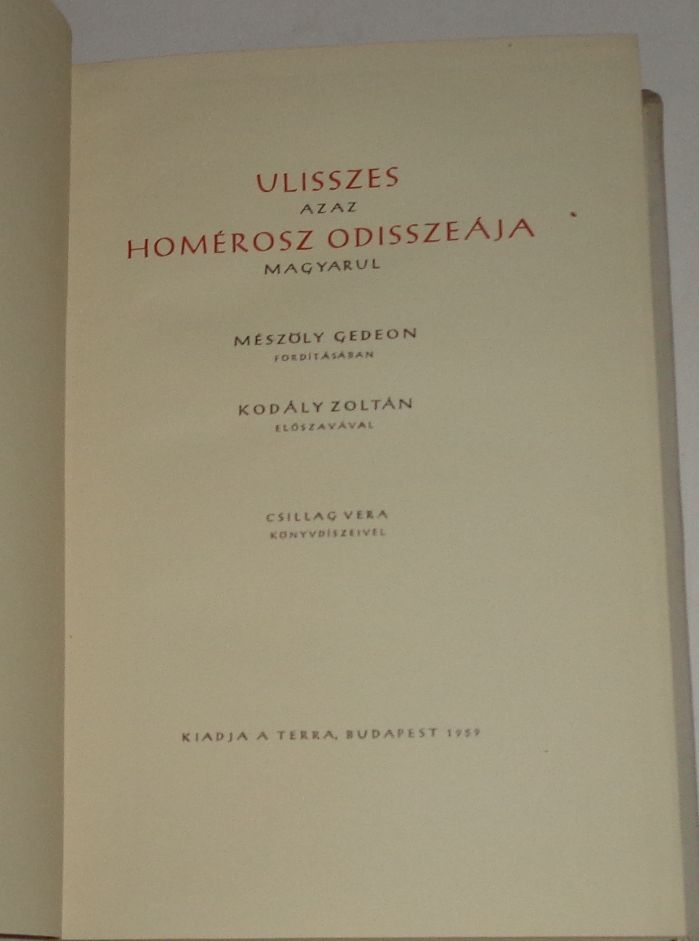 ULISSZES
AZAZ
HOMÉROSZ ODISSZEÁJA
MAGYARUL
MÉSZÖLY GEDEON
FORDÍTÁSÁBAN
KODÁLY ZOLTÁN
ELŐSZAVÁVAL
CSILLAG VERA
KÖNYVDÍSZEIVEL
KIADJA A TERRA, BUDAPEST 1959